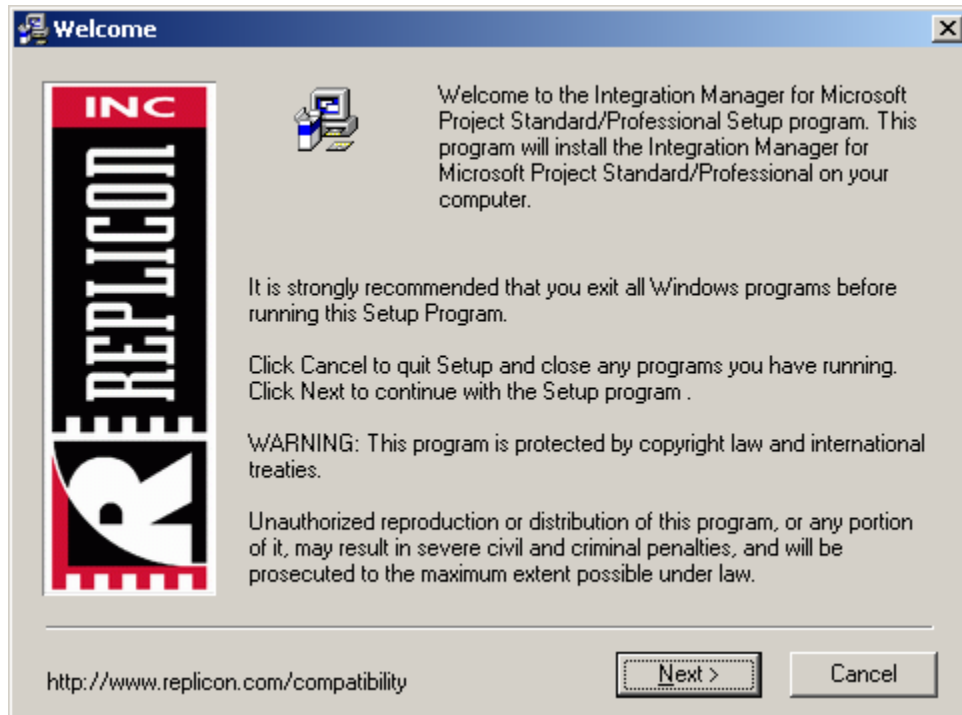 Welcome
INC
REPLICON
R
Welcome to the Integration Manager for Microsoft
Project Standard/Professional Setup program. This
program will install the Integration Manager for
Microsoft Project Standard/Professional on your
computer.
It is strongly recommended that you exit all Windows programs before
running this Setup Program.
Click Cancel to quit Setup and close any programs you have running.
Click Next to continue with the Setup program .
WARNING: This program is protected by copyright law and international
treaties.
Unauthorized reproduction or distribution of this program, or any portion
of it, may result in severe civil and criminal penalties, and will be
prosecuted to the maximum extent possible under law.
http://www.replicon.com/compatibility
Next >
Cancel